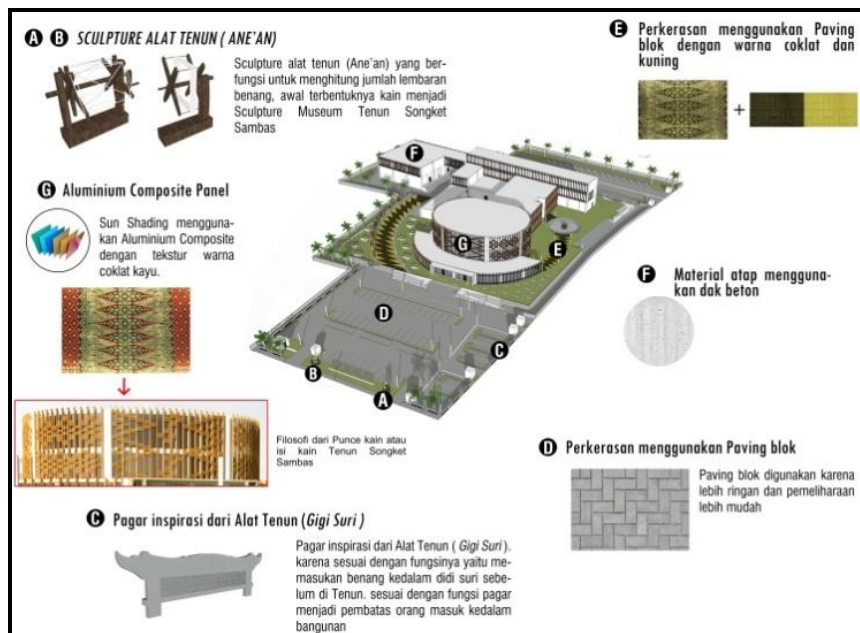 A B SCULPTURE ALAT TENUN ( ANE'AN)
Sculpture alat tenun (Ane'an) yang ber-
fungsi untuk menghitung jumlah lembaran
benang, awal terbentuknya kain menjadi
Sculpture Museum Tenun Songket
Sambas
E Perkerasan menggunakan Paving
blok dengan warna coklat dan
kuning
+
G Aluminium Composite Panel
Sun Shading mengguna-
kan Aluminium Composite
dengan tekstur warna
coklat kayu.
Filosofi dari Punce kain atau
isi kain Tenun Songket
Sambas
F
G
E
D
C
B
A
F Material atap mengguna-
kan dak beton
D Perkerasan menggunakan Paving blok
Paving blok digunakan karena
lebih ringan dan pemeliharaan
lebih mudah
C Pagar inspirasi dari Alat Tenun (Gigi Suri )
Pagar inspirasi dari Alat Tenun ( Gigi Suri ).
karena sesuai dengan fungsinya yaitu me-
masukan benang kedalam didi suri sebe-
lum di Tenun. sesuai dengan fungsi pagar
menjadi pembatas orang masuk kedalam
bangunan